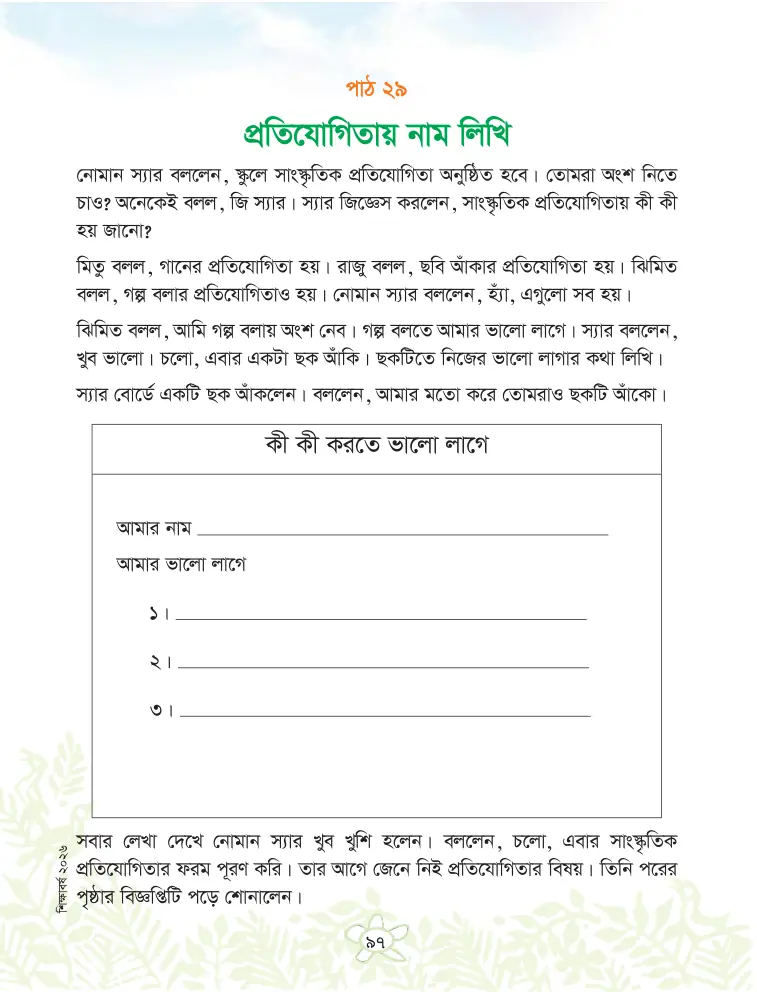 পাঠ ২৯
প্রতিযোগিতায় নাম লিখি
নোমান স্যার বললেন, স্কুলে সাংস্কৃতিক প্রতিযোগিতা অনুষ্ঠিত হবে। তোমরা অংশ নিতে
চাও? অনেকেই বলল, জি স্যার। স্যার জিজ্ঞেস করলেন, সাংস্কৃতিক প্রতিযোগিতায় কী কী
হয় জানো?
মিতু বলল, গানের প্রতিযোগিতা হয়। রাজু বলল, ছবি আঁকার প্রতিযোগিতা হয়। ঝিমিত
বলল, গল্প বলার প্রতিযোগিতাও হয়। নোমান স্যার বললেন, হ্যাঁ, এগুলো সব হয়।
ঝিমিত বলল, আমি গল্প বলায় অংশ নেব। গল্প বলতে আমার ভালো লাগে। স্যার বললেন,
খুব ভালো। চলো, এবার একটা ছক আঁকি। ছকটিতে নিজের ভালো লাগার কথা লিখি।
স্যার বোর্ডে একটি ছক আঁকলেন। বললেন, আমার মতো করে তোমরাও ছকটি আঁকো।
কী কী করতে ভালো লাগে
আমার নাম
আমার ভালো লাগে
১।
২।
৩।
সবার লেখা দেখে নোমান স্যার খুব খুশি হলেন। বললেন, চলো, এবার সাংস্কৃতিক
প্রতিযোগিতার ফরম পূরণ করি। তার আগে জেনে নিই প্রতিযোগিতার বিষয়। তিনি পরের
পৃষ্ঠার বিজ্ঞপ্তিটি পড়ে শোনালেন।
শিক্ষাবর্ষ ২০২৬
৯৭